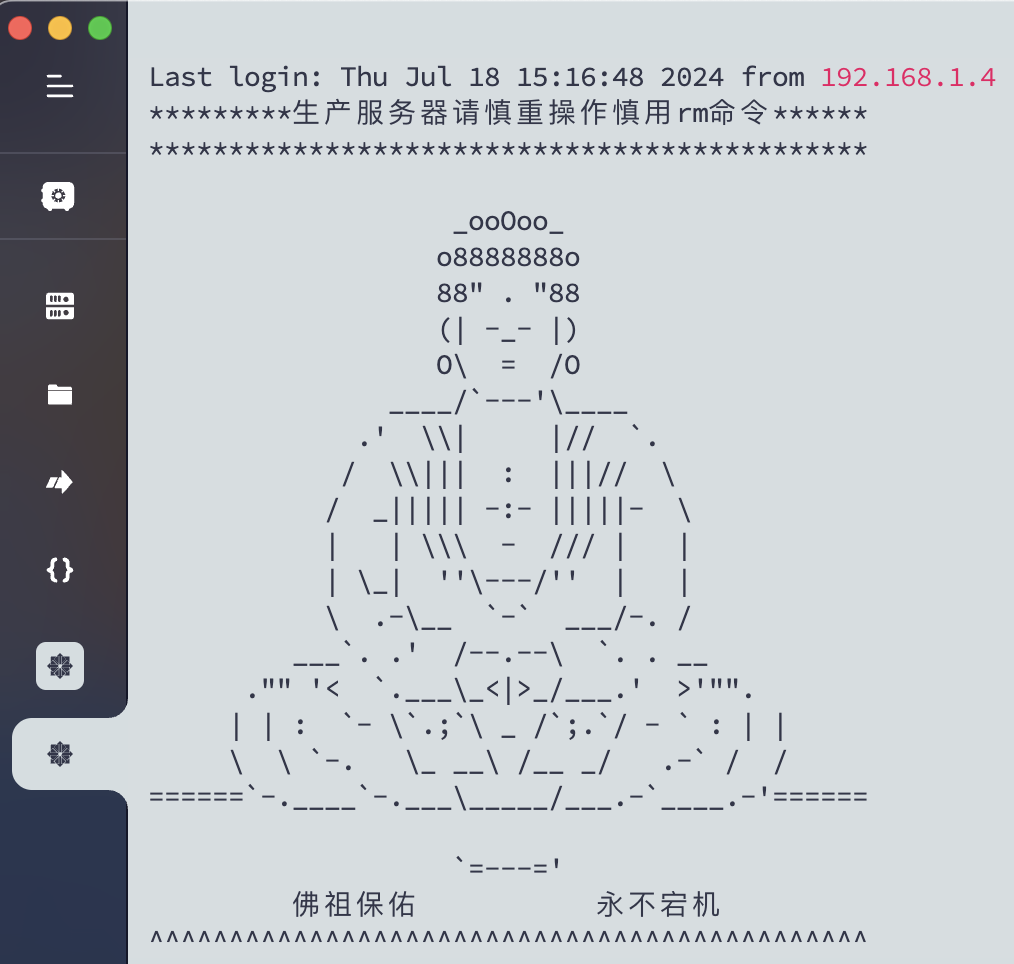 Last login: Thu Jul 18 15:16:48 2024 from 192.168.1.4
*********生产服务器请慎重操作慎用rm命令******
*********************************************

                   _ooOoo_
                  o8888888o
                  88" . "88
                  (| -_- |)
                  O\  =  /O
               ____/`---'\____
             .'  \\|     |//  `.
            /  \\|||  :  |||//  \
           /  _||||| -:- |||||-  \
           |   | \\\  -  /// |   |
           | \_|  ''\---/''  |   |
           \  .-\__  `-`  ___/-. /
         ___`. .'  /--.--\  `. . __
      ."" '<  `.___\_<|>_/___.'  >'"".
     | | :  `- \`.;`\ _ /`;.`/ - ` : | |
     \  \ `-.   \_ __\ /__ _/   .-` /  /
======`-.____`-.___\_____/___.-`____.-'======

                   `=---='
         佛祖保佑           永不宕机
^^^^^^^^^^^^^^^^^^^^^^^^^^^^^^^^^^^^^^^^^^^^^